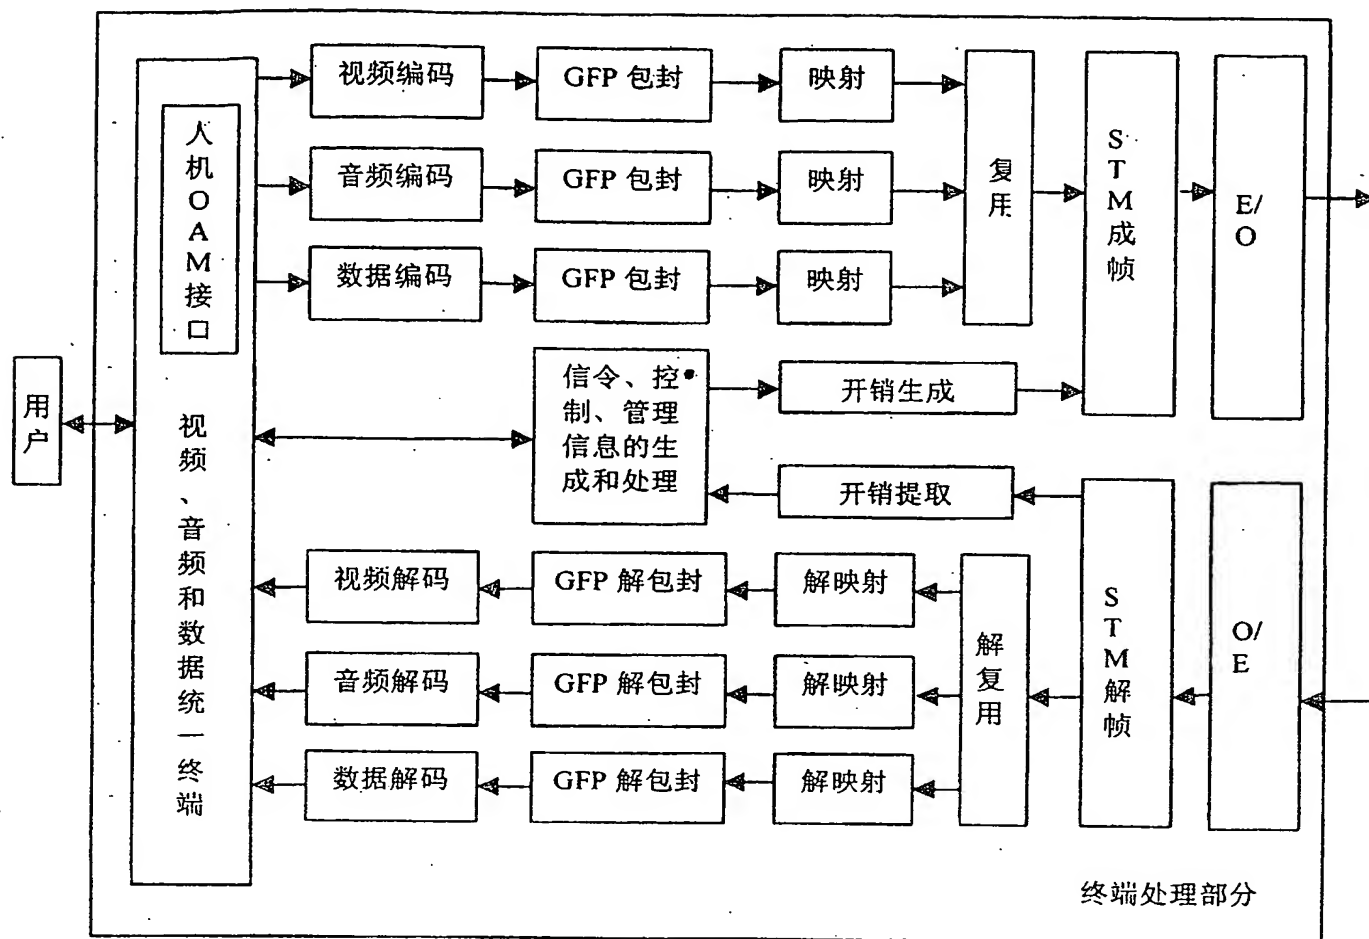 视频编码
GFP 包封
映射
人机OAM接口
音频编码
GFP 包封
映射
复用
STM成帧
E/
O
数据编码
GFP 包封
映射
用户
视频、音频和数据统一终端
信令、控
制、管理
信息的生
成和处理
开销生成
开销提取
视频解码
GFP 解包封
解映射
解复用
STM解帧
O/
E
音频解码
GFP 解包封
解映射
数据解码
GFP 解包封
解映射
终端处理部分